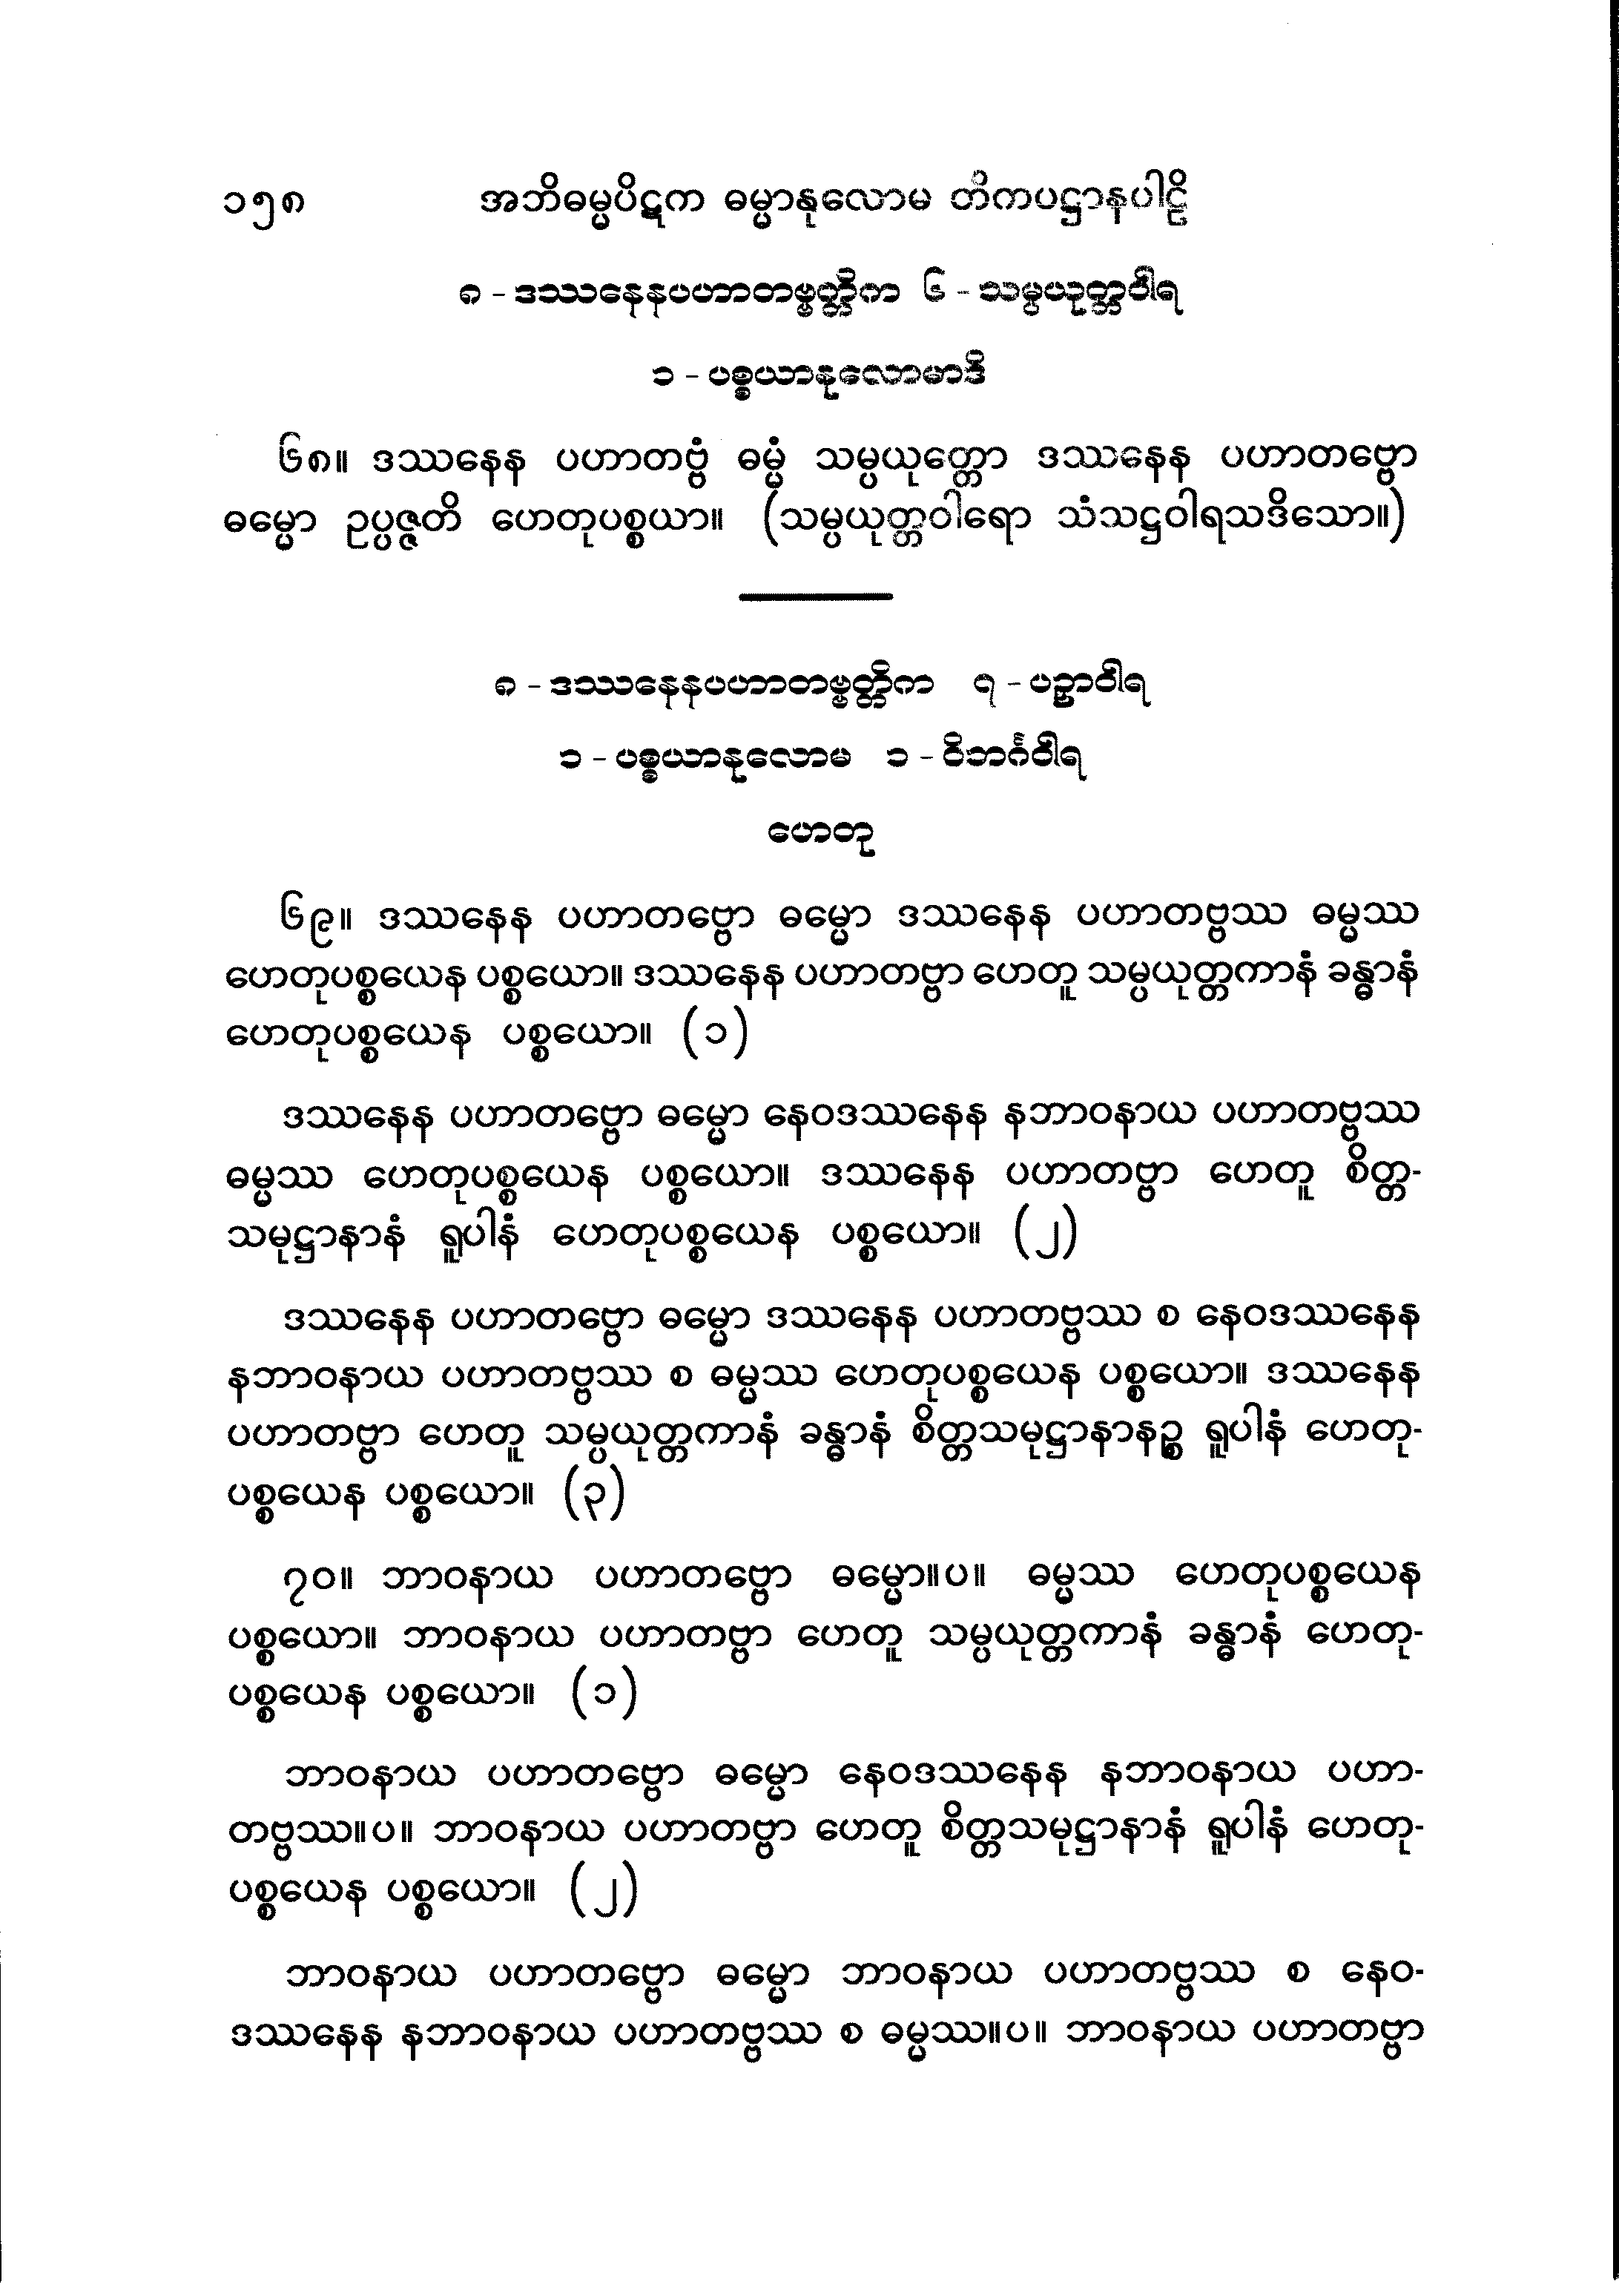 ၁၅၈ အဘိဓမ္မပိဋက ဓမ္မာနုလောမ တိကပဋ္ဌာနပါဠိ
၈ - ဒဿနေနပဟာတဗ္ဗတ္တိက ၆ - သမ္ပယုတ္တဝါရ
၁ - ပစ္စယာနုလောမာဒိ
၆၈။ ဒဿနေန ပဟာတဗ္ဗံ ဓမ္မံ သမ္ပယုတ္တော ဒဿနေန ပဟာတဗ္ဗော
ဓမ္မော ဥပ္ပဇ္ဇတိ ဟေတုပစ္စယာ။ (သမ္ပယုတ္တဝါရော သံသဋ္ဌဝါရသဒိသော။)
၈ - ဒဿနေနပဟာတဗ္ဗတ္တိက ၇ - ပဉှာဝါရ
၁ - ပစ္စယာနုလောမ ၁ - ဝိဘင်္ဂဝါရ
ဟေတု
၆၉။ ဒဿနေန ပဟာတဗ္ဗော ဓမ္မော ဒဿနေန ပဟာတဗ္ဗဿ ဓမ္မဿ
ဟေတုပစ္စယေန ပစ္စယော။ ဒဿနေန ပဟာတဗ္ဗာ ဟေတူ သမ္ပယုတ္တကာနံ ခန္ဓာနံ
ဟေတုပစ္စယေန ပစ္စယော။ (၁)
ဒဿနေန ပဟာတဗ္ဗော ဓမ္မော နေဝဒဿနေန နဘာဝနာယ ပဟာတဗ္ဗဿ
ဓမ္မဿ ဟေတုပစ္စယေန ပစ္စယော။ ဒဿနေန ပဟာတဗ္ဗာ ဟေတူ စိတ္တ-
သမုဋ္ဌာနာနံ ရူပါနံ ဟေတုပစ္စယေန ပစ္စယော။ (၂)
ဒဿနေန ပဟာတဗ္ဗော ဓမ္မော ဒဿနေန ပဟာတဗ္ဗဿ စ နေဝဒဿနေန
နဘာဝနာယ ပဟာတဗ္ဗဿ စ ဓမ္မဿ ဟေတုပစ္စယေန ပစ္စယော။ ဒဿနေန
ပဟာတဗ္ဗာ ဟေတူ သမ္ပယုတ္တကာနံ ခန္ဓာနံ စိတ္တသမုဋ္ဌာနာနဉ္စ ရူပါနံ ဟေတု-
ပစ္စယေန ပစ္စယော။ (၃)
၇၀။ ဘာဝနာယ ပဟာတဗ္ဗော ဓမ္မော။ပ။ ဓမ္မဿ ဟေတုပစ္စယေန
ပစ္စယော။ ဘာဝနာယ ပဟာတဗ္ဗာ ဟေတူ သမ္ပယုတ္တကာနံ ခန္ဓာနံ ဟေတု-
ပစ္စယေန ပစ္စယော။ (၁)
ဘာဝနာယ ပဟာတဗ္ဗော ဓမ္မော နေဝဒဿနေန နဘာဝနာယ ပဟာ-
တဗ္ဗဿ။ပ။ ဘာဝနာယ ပဟာတဗ္ဗာ ဟေတူ စိတ္တသမုဋ္ဌာနာနံ ရူပါနံ ဟေတု-
ပစ္စယေန ပစ္စယော။ (၂)
ဘာဝနာယ ပဟာတဗ္ဗော ဓမ္မော ဘာဝနာယ ပဟာတဗ္ဗဿ စ နေဝ-
ဒဿနေန နဘာဝနာယ ပဟာတဗ္ဗဿ စ ဓမ္မဿ။ပ။ ဘာဝနာယ ပဟာတဗ္ဗာ